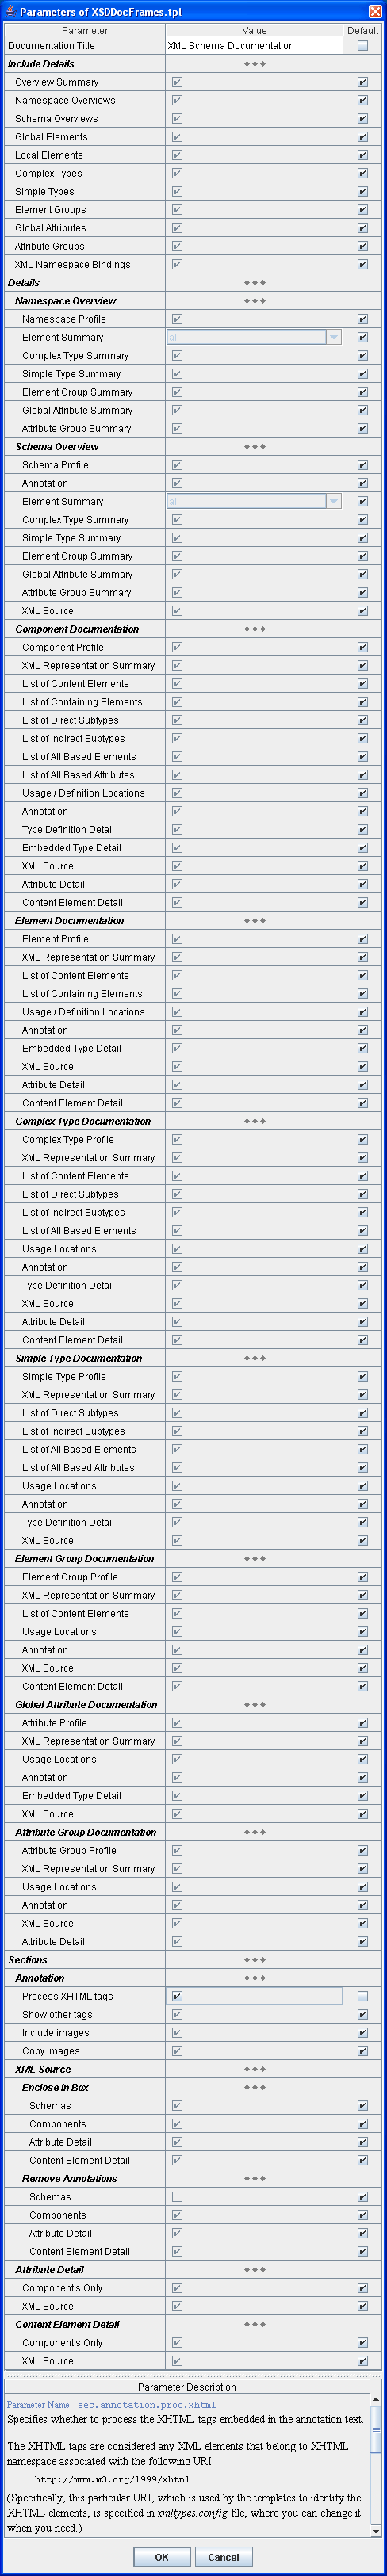 Parameters of XSDDocFrames.tpl
Parameter Value Default
Documentation Title XML Schema Documentation
Include Details
Overview Summary
Namespace Overviews
Schema Overviews
Global Elements
Local Elements
Complex Types
Simple Types
Element Groups
Global Attributes
Attribute Groups
XML Namespace Bindings
Details
Namespace Overview
Namespace Profile
Element Summary all
Complex Type Summary
Simple Type Summary
Element Group Summary
Global Attribute Summary
Attribute Group Summary
Schema Overview
Schema Profile
Annotation
Element Summary all
Complex Type Summary
Simple Type Summary
Element Group Summary
Global Attribute Summary
Attribute Group Summary
XML Source
Component Documentation
Component Profile
XML Representation Summary
List of Content Elements
List of Containing Elements
List of Direct Subtypes
List of Indirect Subtypes
List of All Based Elements
List of All Based Attributes
Usage / Definition Locations
Annotation
Type Definition Detail
Embedded Type Detail
XML Source
Attribute Detail
Content Element Detail
Element Documentation
Element Profile
XML Representation Summary
List of Content Elements
List of Containing Elements
Usage / Definition Locations
Annotation
Embedded Type Detail
XML Source
Attribute Detail
Content Element Detail
Complex Type Documentation
Complex Type Profile
XML Representation Summary
List of Content Elements
List of Direct Subtypes
List of Indirect Subtypes
List of All Based Elements
Usage Locations
Annotation
Type Definition Detail
XML Source
Attribute Detail
Content Element Detail
Simple Type Documentation
Simple Type Profile
XML Representation Summary
List of Direct Subtypes
List of Indirect Subtypes
List of All Based Elements
List of All Based Attributes
Usage Locations
Annotation
Type Definition Detail
XML Source
Element Group Documentation
Element Group Profile
XML Representation Summary
List of Content Elements
Usage Locations
Annotation
XML Source
Content Element Detail
Global Attribute Documentation
Attribute Profile
XML Representation Summary
Usage Locations
Annotation
Embedded Type Detail
XML Source
Attribute Group Documentation
Attribute Group Profile
XML Representation Summary
Usage Locations
Annotation
XML Source
Attribute Detail
Sections
Annotation
Process XHTML tags
Show other tags
Include images
Copy images
XML Source
Enclose in Box
Schemas
Components
Attribute Detail
Content Element Detail
Remove Annotations
Schemas
Components
Attribute Detail
Content Element Detail
Attribute Detail
Component's Only
XML Source
Content Element Detail
Component's Only
XML Source
Parameter Description
Parameter Name: sec.annotation.proc.xhtml
Specifies whether to process the XHTML tags embedded in the annotation text.
The XHTML tags are considered any XML elements that belong to XHTML
namespace associated with the following URI:
http://www.w3.org/1999/xhtml
(Specifically, this particular URI, which is used by the templates to identify the
XHTML elements, is specified in xmltypes.config file, where you can change it
when you need.)
OK Cancel